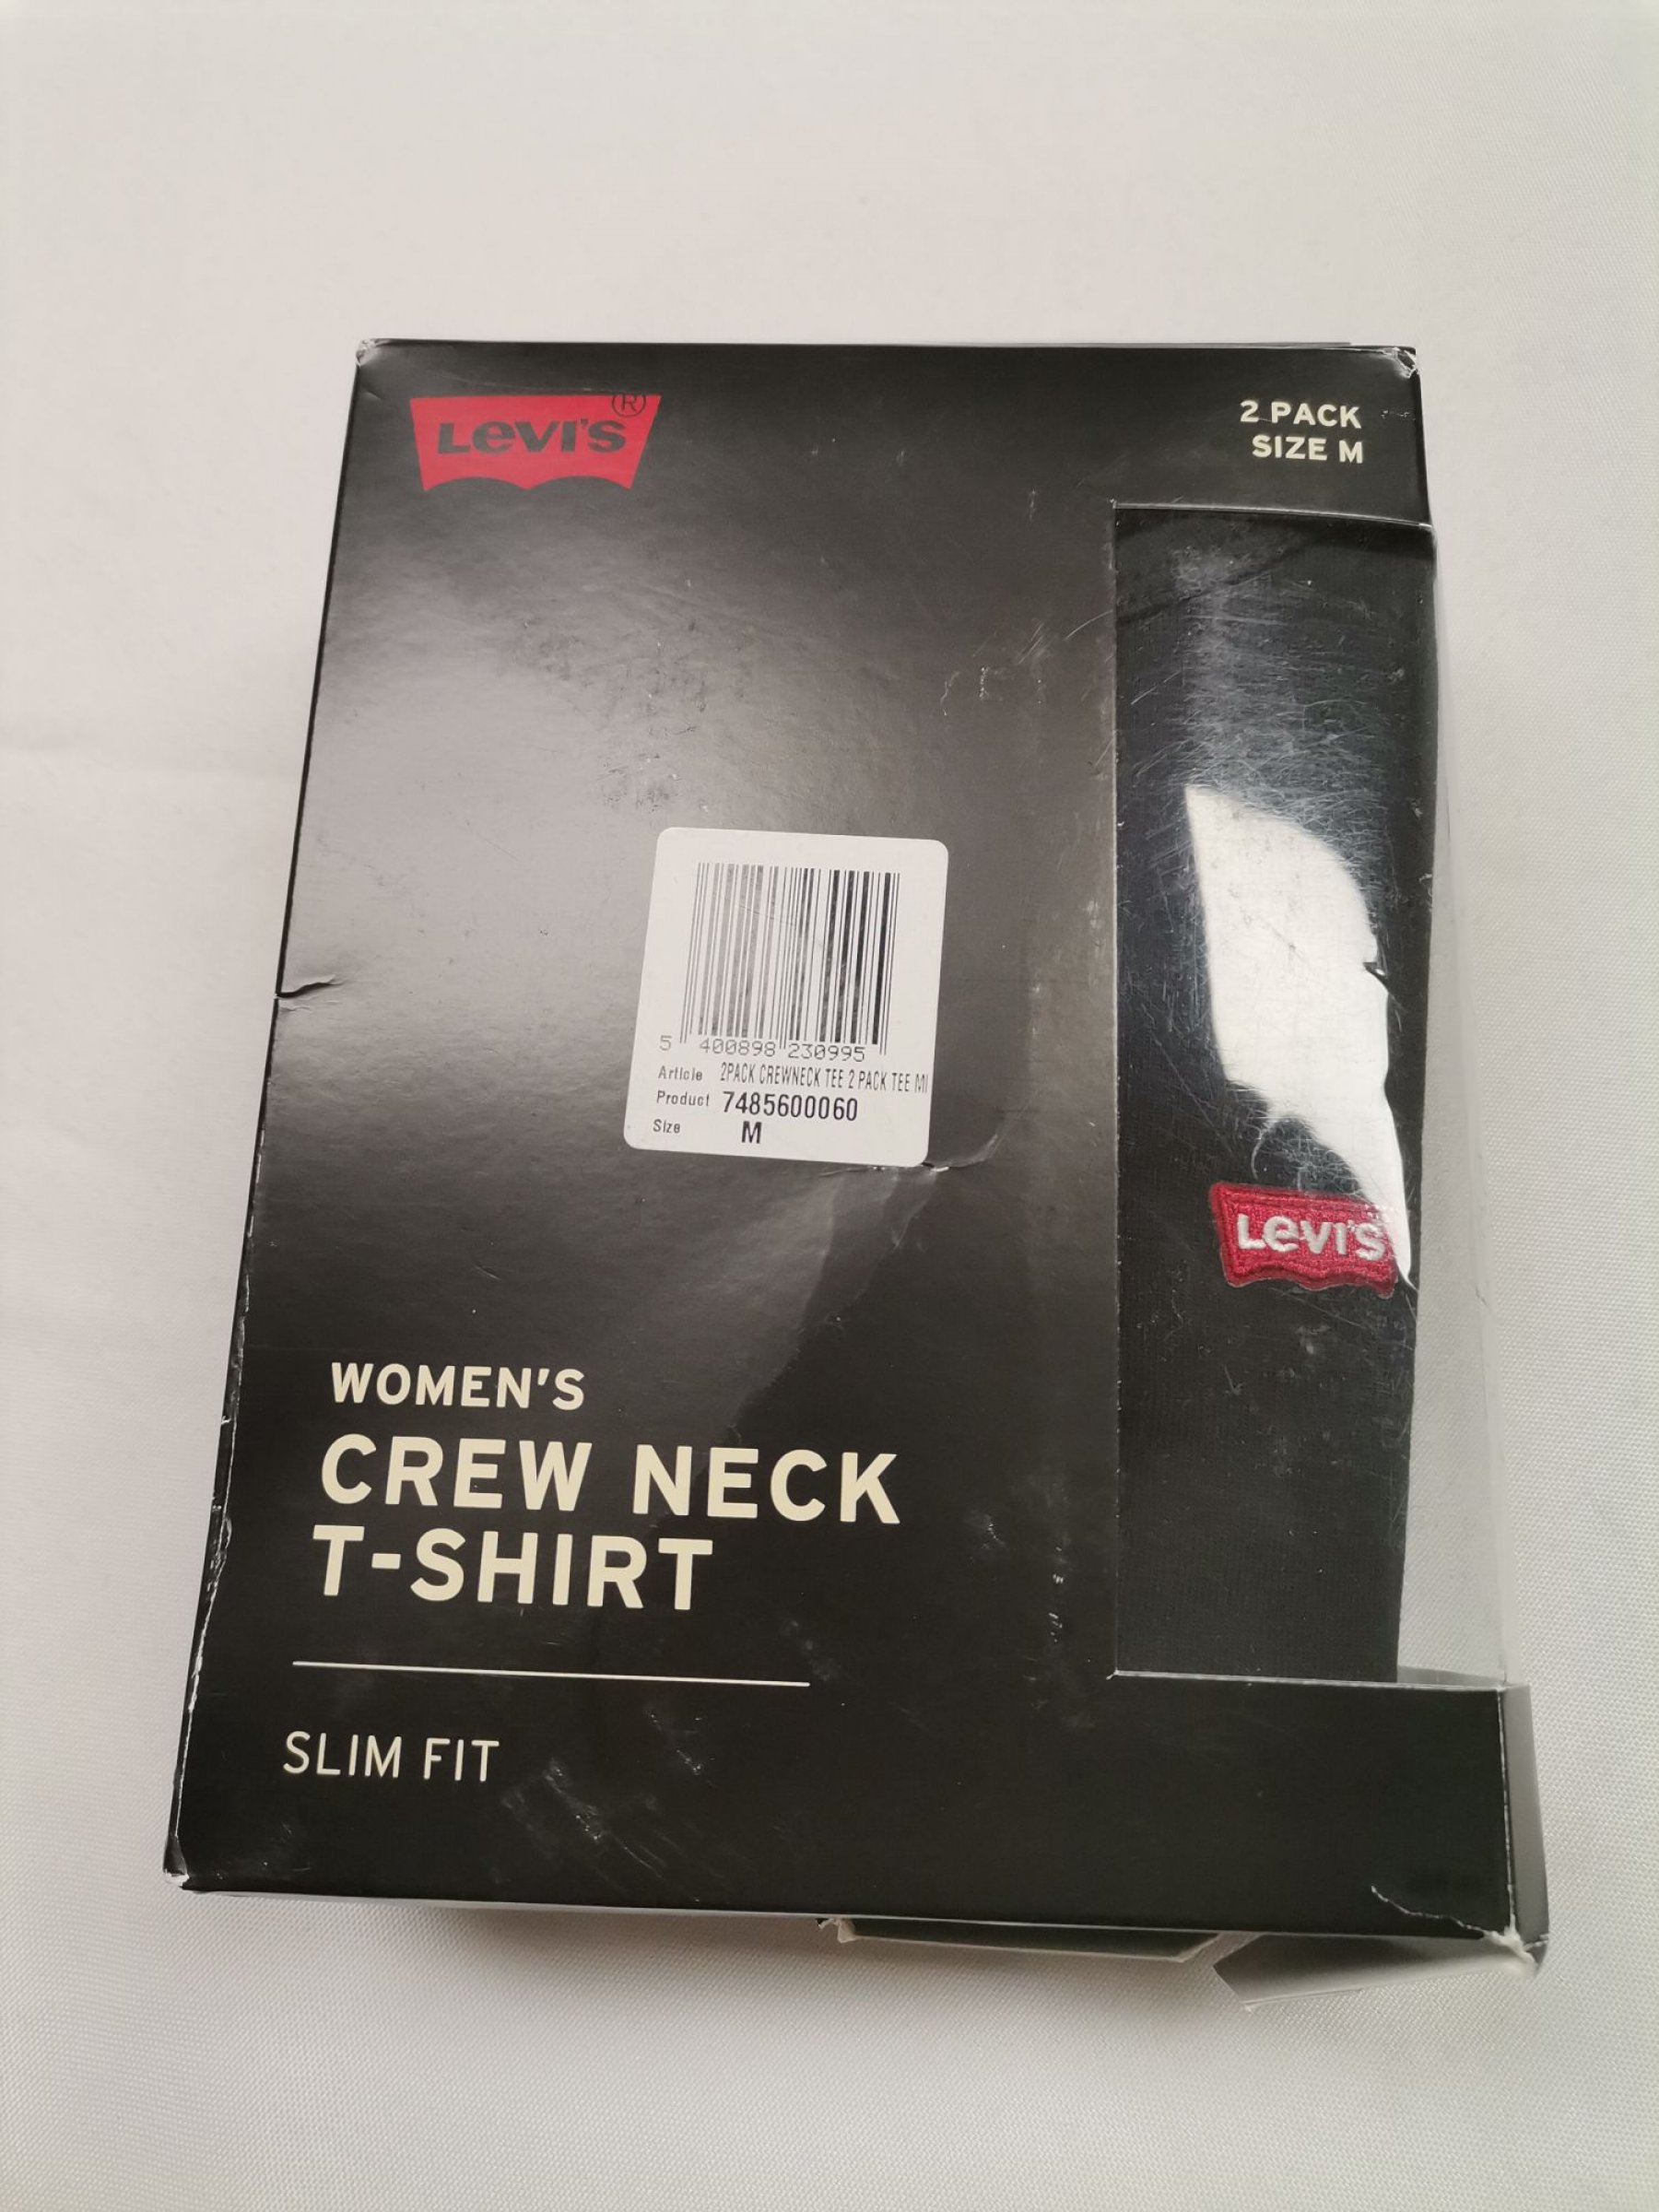 Levi's®
2 PACK
SIZE M
5 400898 230995
Article 2PACK CREWNECK TEE 2 PACK TEE MI
Product 7485600060
Size M
Levi's
WOMEN'S
CREW NECK
T-SHIRT
SLIM FIT